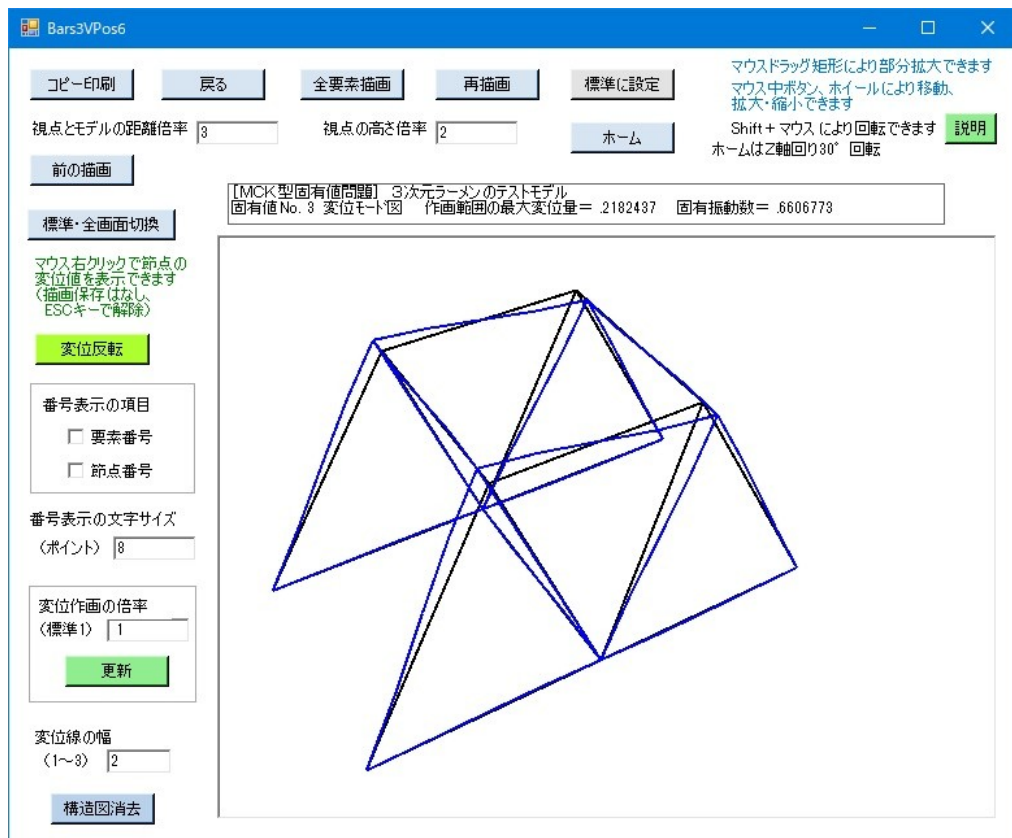 Bars3VPos6
コピー印刷
戻る
全要素描画
再描画
標準に設定
マウスドラッグ矩形により部分拡大できます
マウス中ボタン、ホイールにより移動、
拡大・縮小できます
視点とモデルの距離倍率 3
視点の高さ倍率 2
ホーム
Shift+マウスにより回転できます
説明
ホームはZ軸回り30°回転
前の描画
[MCK型固有値問題] 3次元ラーメンのテストモデル
固有値No. 3 変位モード図 作画範囲の最大変位量= .2182437 固有振動数= .6606773
標準・全画面切換
マウス右クリックで節点の
変位値を表示できます
(描画保存はなし、
ESCキーで解除)
変位反転
番号表示の項目
要素番号
節点番号
番号表示の文字サイズ
(ポイント) 8
変位作画の倍率
(標準1) 1
更新
変位線の幅
(1~3) 2
構造図消去